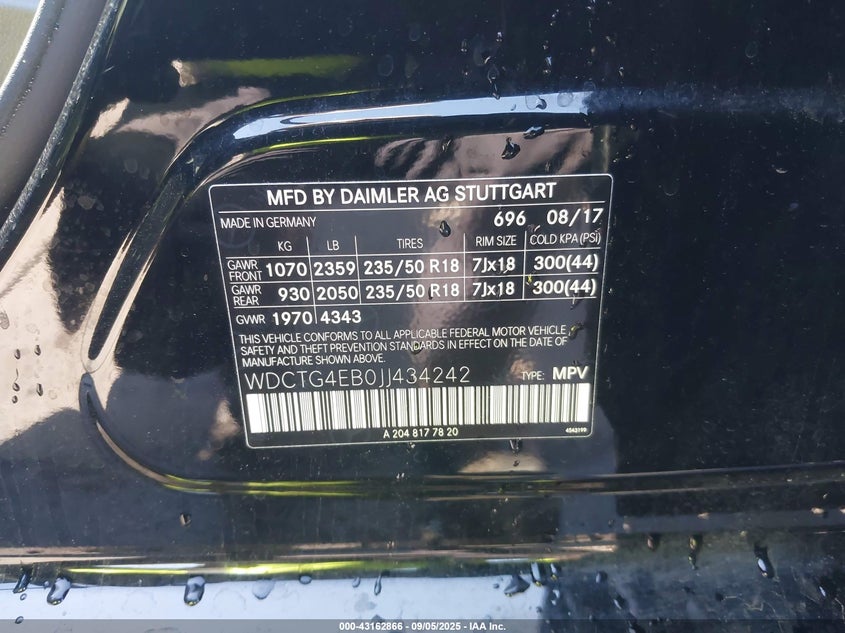 MFD BY DAIMLER AG STUTTGART
MADE IN GERMANY 696 08/17
KG LB TIRES RIM SIZE COLD KPA (PSI)
GAWR FRONT 1070 2359 235/50 R18 7Jx18 300(44)
GAWR REAR 930 2050 235/50 R18 7Jx18 300(44)
GVWR 1970 4343
THIS VEHICLE CONFORMS TO ALL APPLICABLE FEDERAL MOTOR VEHICLE
SAFETY AND THEFT PREVENTION STANDARDS IN EFFECT ON THE DATE OF
MANUFACTURE SHOWN ABOVE.
WDCTG4EB0JJ434242 TYPE: MPV
A 204 817 78 20 4543199
000-43162866 - 09/05/2025 - IAA Inc.